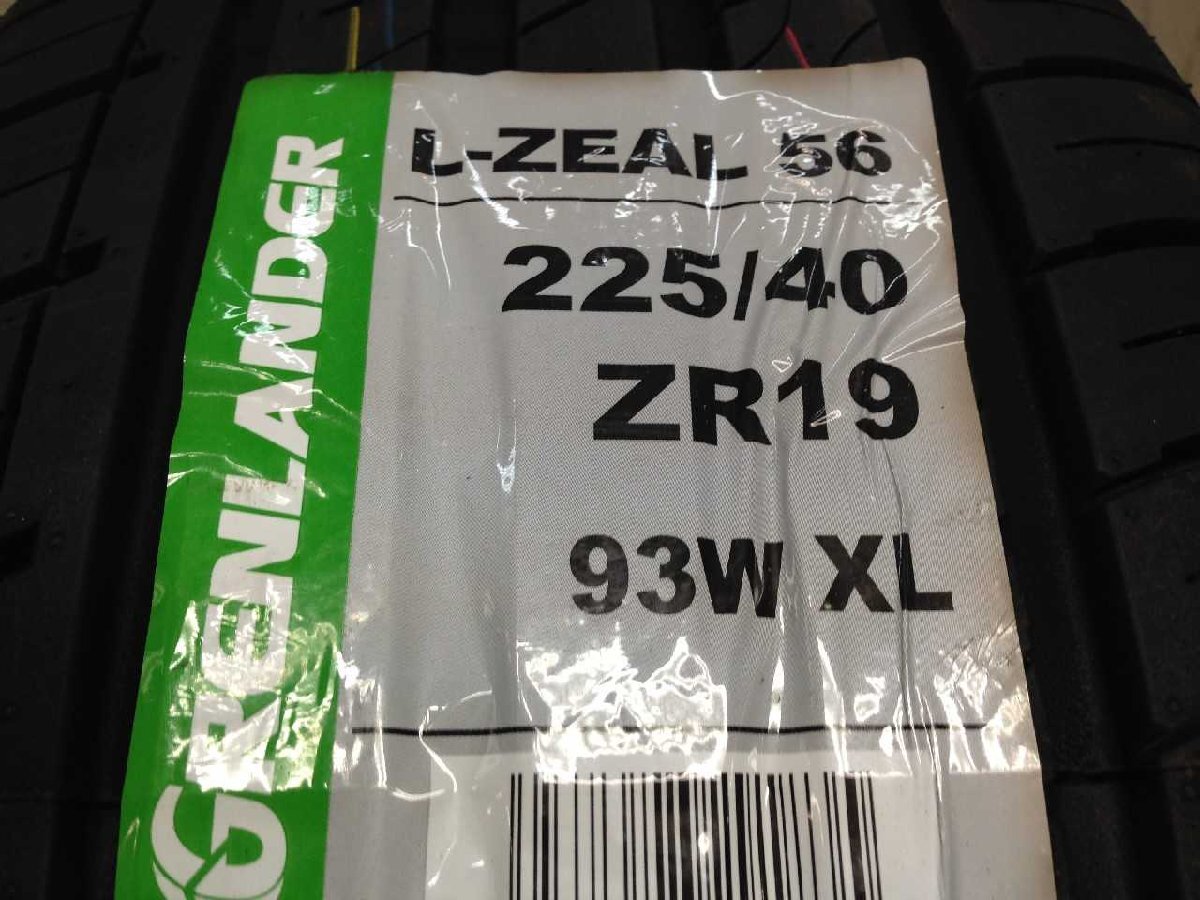 L-ZEAL 56
225/40
ZR19
93W XL
GRENLANDER